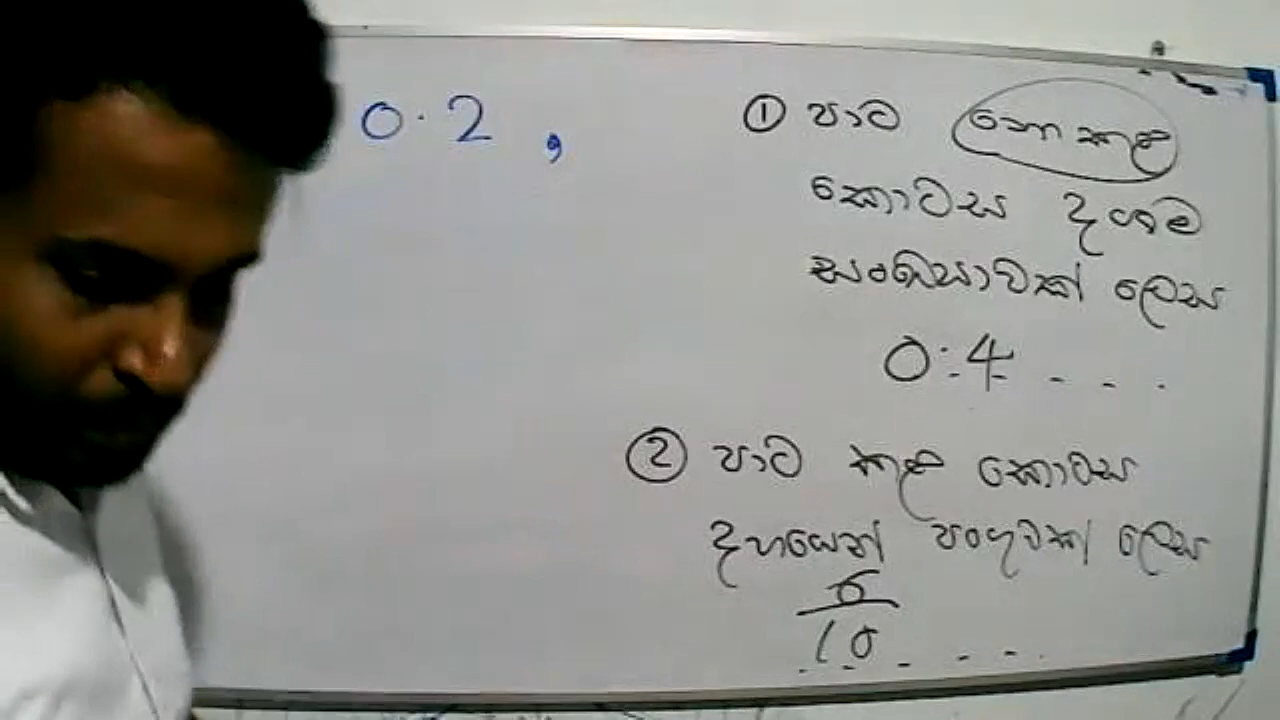 0.2 ,
① පාට නොකළ
කොටස දශම
සංඛ්‍යාවක් ලෙස
0.4
② පාට කළ කොටස
දහයෙන් පංගුවක් ලෙස
6
10